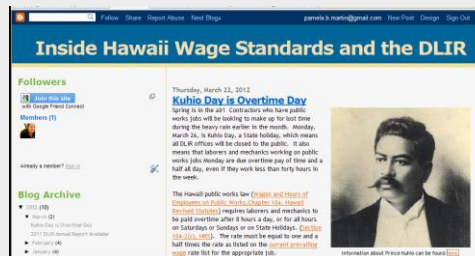 Follow Share Report Abuse Next Blog» pamela.b.martin@gmail.com New Post Design Sign Out
Inside Hawaii Wage Standards and the DLIR
Followers
Join this site
with Google Friend Connect
Members (1)
Already a member? Sign in
Blog Archive
▼ 2012 (10)
▼ March (2)
Kuhio Day is Overtime Day
2011 DLIR Annual Report Available
► February (4)
► January (4)
Thursday, March 22, 2012
Kuhio Day is Overtime Day
Spring is in the air! Contractors who have public
works jobs will be looking to make up for lost time
during the heavy rain earlier in the month. Monday,
March 26, is Kuhio Day, a State holiday, which means
all DLIR offices will be closed to the public. It also
means that laborers and mechanics working on public
works jobs Monday are due overtime pay of time and a
half all day, even if they work less than forty hours in
the week.
The Hawaii public works law (Wages and Hours of
Employees on Public Works, Chapter 104, Hawaii
Revised Statutes) requires laborers and mechanics to
be paid overtime after 8 hours a day, or for all hours
on Saturdays or Sundays or on State Holidays. (Section
104-2(c), HRS). The rate must be equal to one and a
half times the rate as listed on the current prevailing
wage rate list for the appropriate job.
Information about Prince Kuhio can be found here